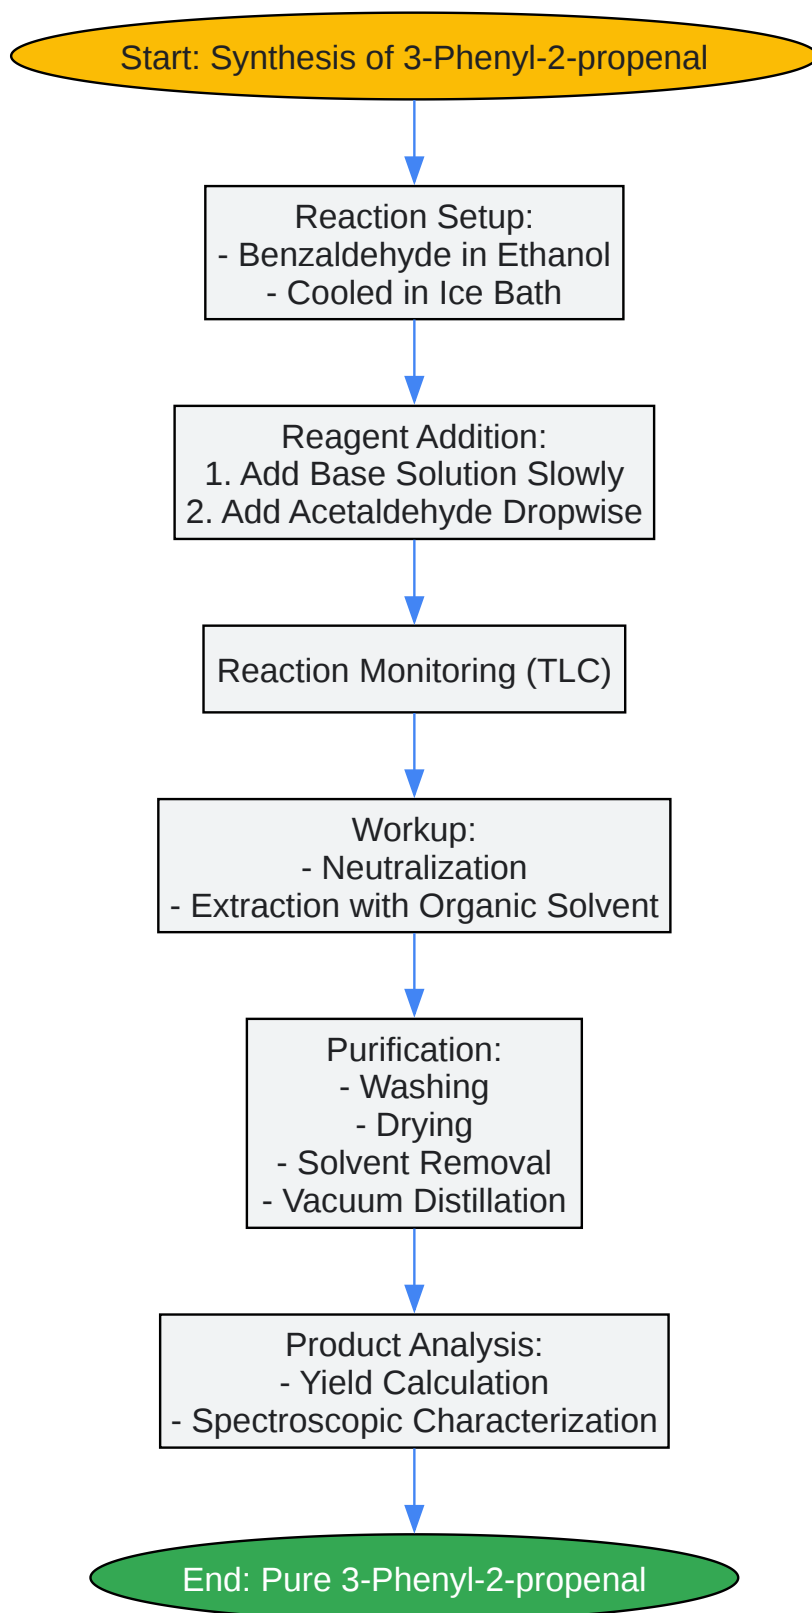 Start: Synthesis of 3-Phenyl-2-propenal
Reaction Setup:
- Benzaldehyde in Ethanol
- Cooled in Ice Bath
Reagent Addition:
1. Add Base Solution Slowly
2. Add Acetaldehyde Dropwise
Reaction Monitoring (TLC)
Workup:
- Neutralization
- Extraction with Organic Solvent
Purification:
- Washing
- Drying
- Solvent Removal
- Vacuum Distillation
Product Analysis:
- Yield Calculation
- Spectroscopic Characterization
End: Pure 3-Phenyl-2-propenal